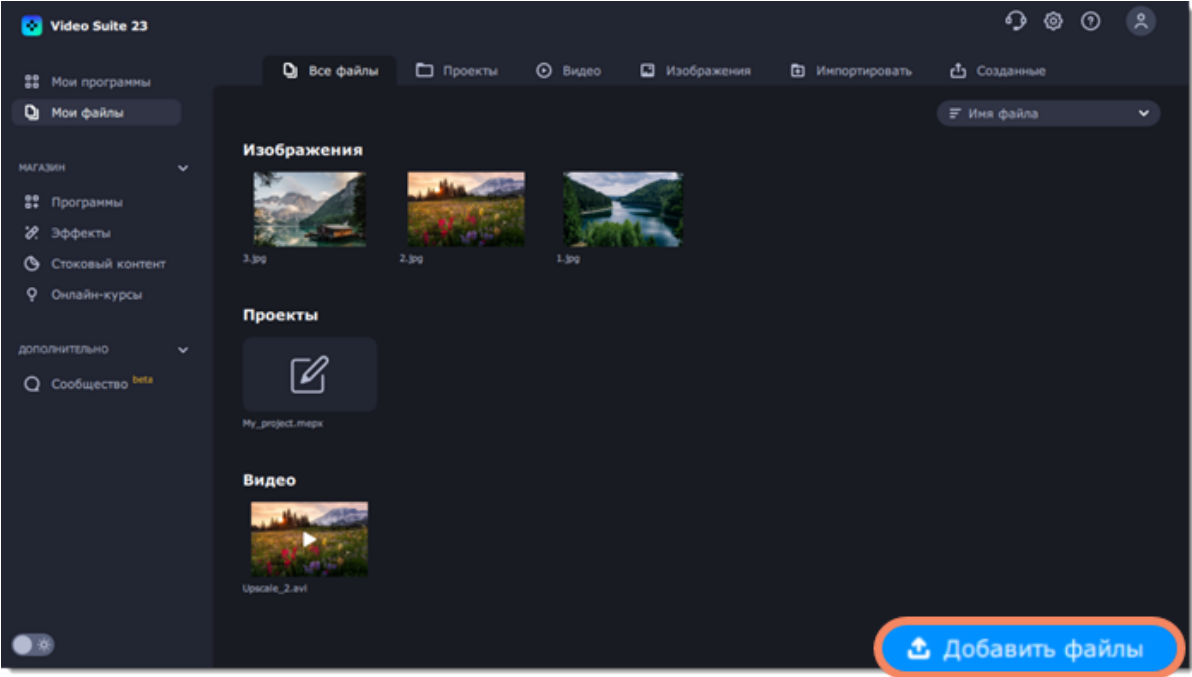 Video Suite 23
Мои программы
Мои файлы
МАГАЗИН
Программы
Эффекты
Стоковый контент
Онлайн-курсы
ДОПОЛНИТЕЛЬНО
Сообщество beta
Все файлы
Проекты
Видео
Изображения
Импортировать
Созданные
Имя файла
Изображения
3.jpg
2.jpg
1.jpg
Проекты
My_project.mepx
Видео
Upscale_2.avi
Добавить файлы